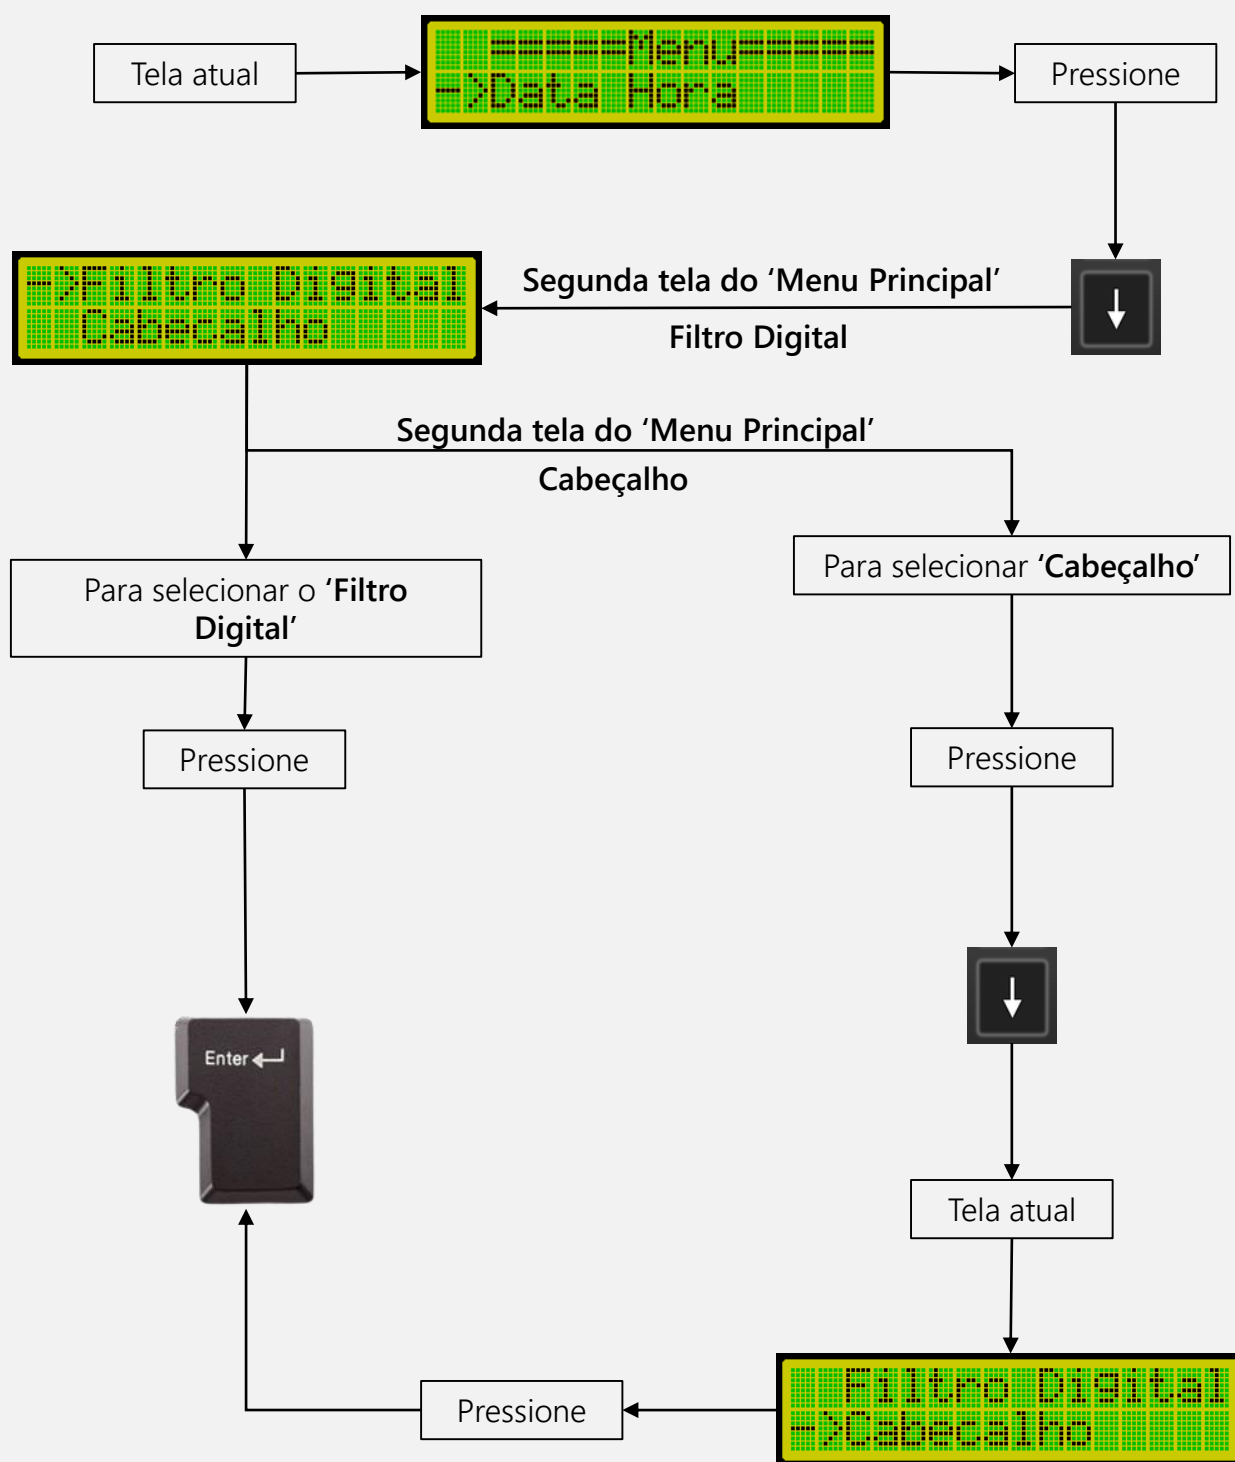 Tela atual
=====Menu=====
->Data Hora
Pressione
->Filtro Digital
Cabecalho
Segunda tela do ‘Menu Principal’
Filtro Digital
Segunda tela do ‘Menu Principal’
Cabeçalho
Para selecionar o ‘Filtro
Digital’
Para selecionar ‘Cabeçalho’
Pressione
Pressione
Enter
Tela atual
Filtro Digital
->Cabecalho
Pressione